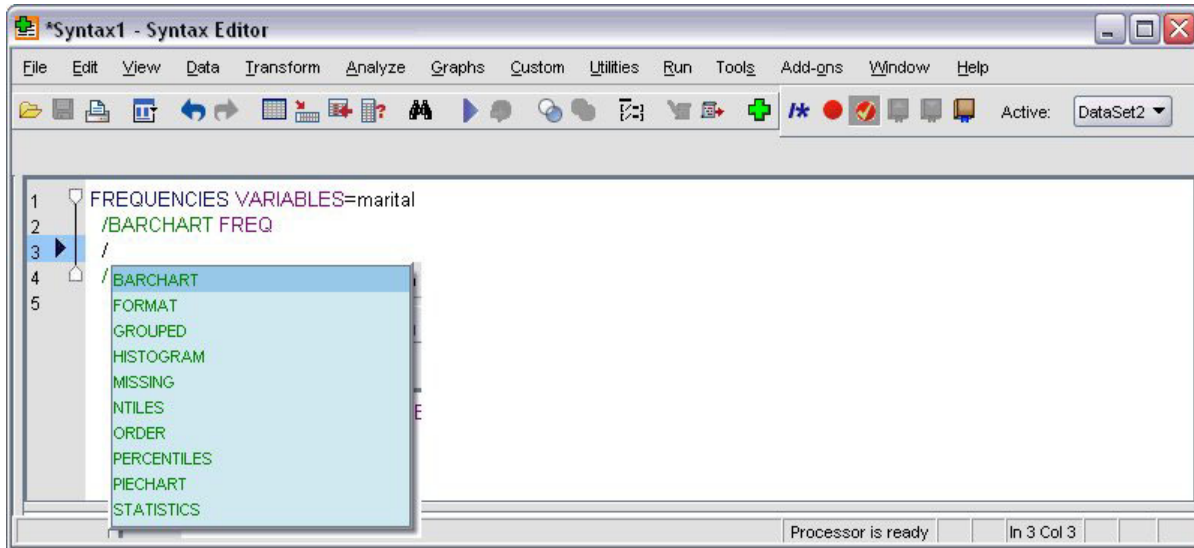 *Syntax1 - Syntax Editor
File Edit View Data Transform Analyze Graphs Custom Utilities Run Tools Add-ons Window Help
Active: DataSet2
1 FREQUENCIES VARIABLES=marital
2 /BARCHART FREQ
3 /
4 /
5
BARCHART
FORMAT
GROUPED
HISTOGRAM
MISSING
NTILES
ORDER
PERCENTILES
PIECHART
STATISTICS
Processor is ready In 3 Col 3